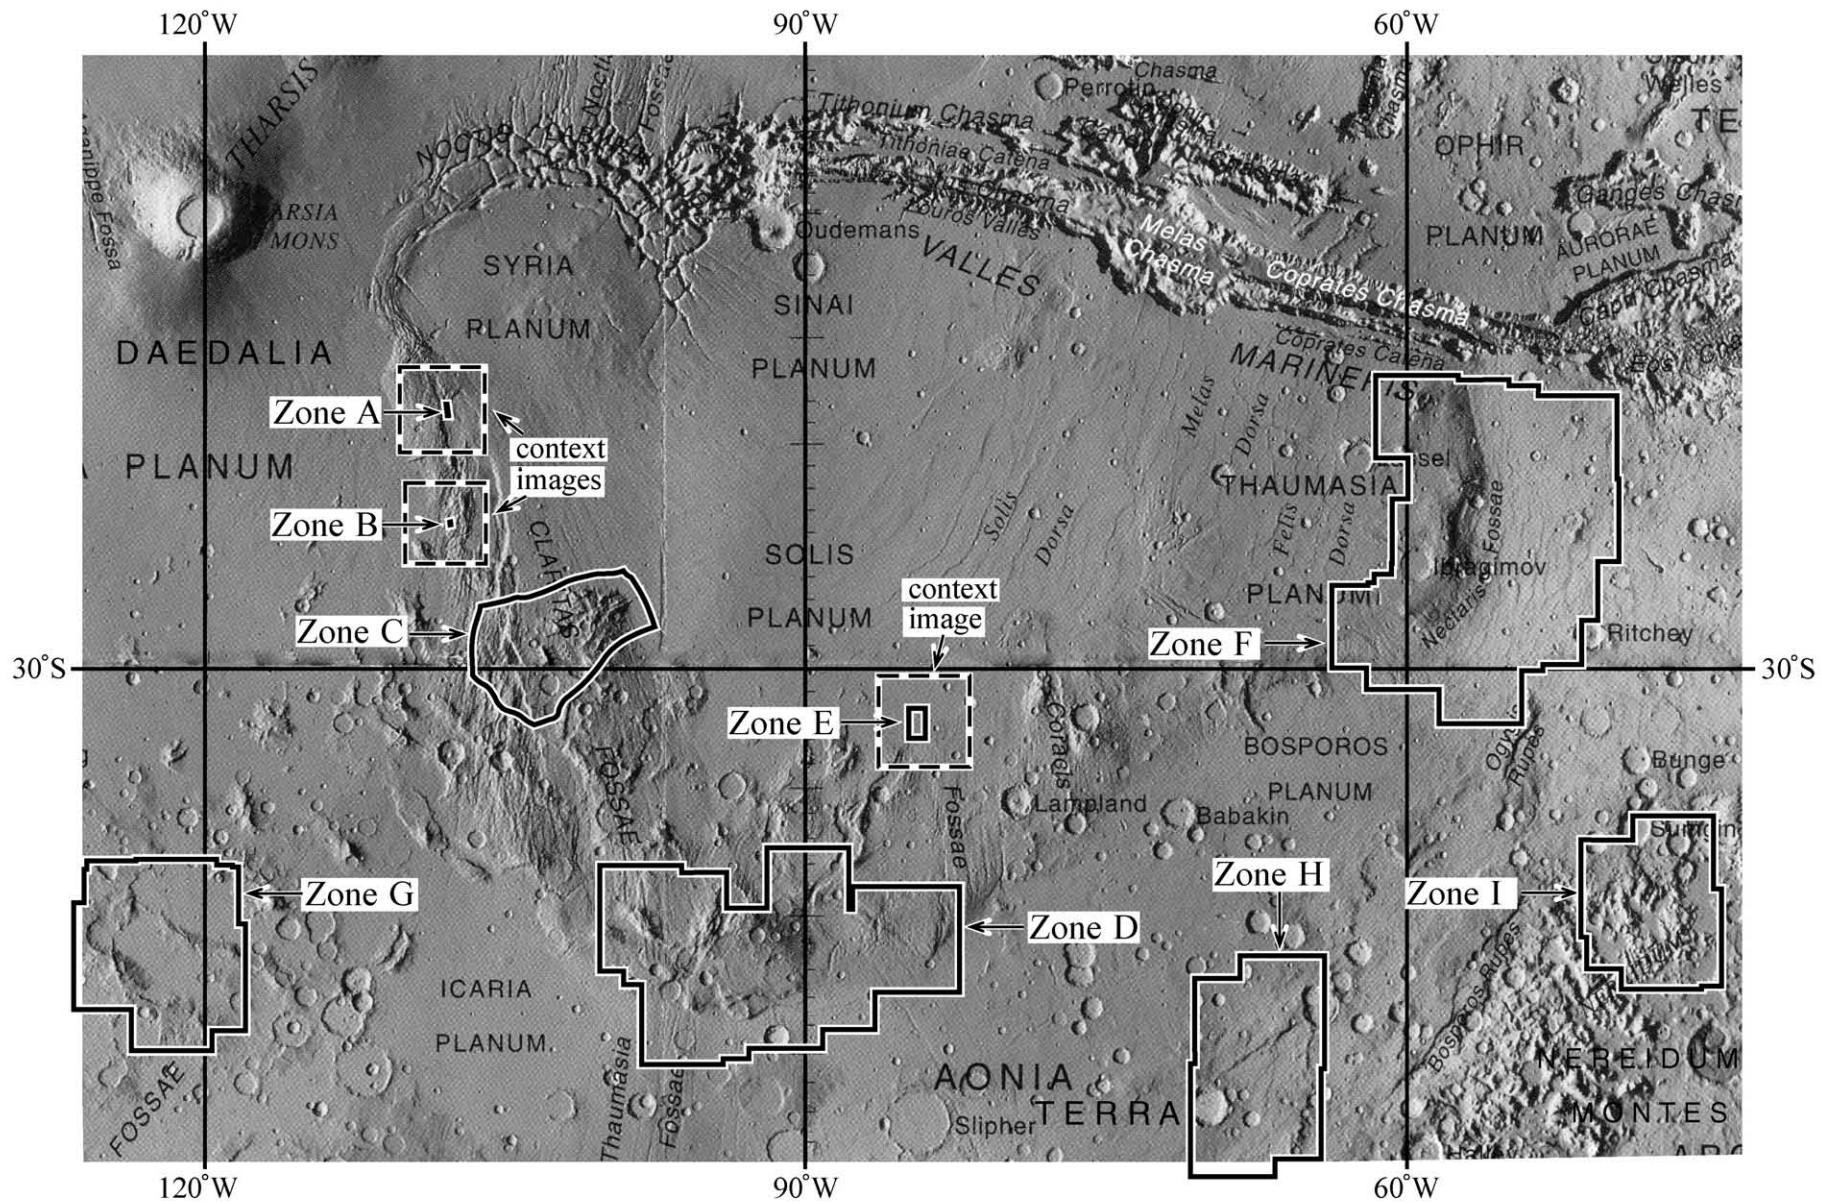 120°W
90°W
60°W
THARSIS
Fossae
Chasma
Perrotin
Chasma
Welles
TE
Tithonium Chasma
Tithoniae Catena
OPHIR
PLANUM
Ganges Chasm
AURORAE
PLANUM
Capri Chasma
Fossa
ARSIA
MONS
Oudemans
Chasma
Louros Valles
VALLES
Melas
Chasma
Coprates Chasma
SYRIA
PLANUM
SINAI
PLANUM
Coprates Catena
MARINERIS
DAEDALIA
PLANUM
Zone A
context
images
Zone B
Melas
Dorsa
THAUMASIA
PLANUM
Solis
Dorsa
Felis
Dorsa
Fossae
Ibragimov
Nectaris
SOLIS
PLANUM
context
image
Zone C
Zone F
Ritchey
30°S
30°S
Zone E
Coracis
Fossae
BOSPOROS
PLANUM
Ogygis
Rupes
Bunge
FOSSAE
Lampland
Babakin
Zone H
Zone G
Zone I
Zone D
Bosporos Rupes
ICARIA
PLANUM
AONIA
TERRA
NEREIDUM
MONTES
FOSSAE
Thaumasia
Fossae
Slipher
120°W
90°W
60°W